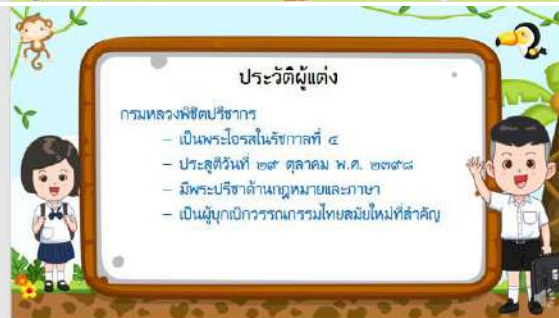 ประวัติผู้แต่ง
กรมหลวงพิชิตปรีชากร
– เป็นพระโอรสในรัชกาลที่ ๔
– ประสูติวันที่ ๒๙ ตุลาคม พ.ศ. ๒๓๙๘
– มีพระปรีชาด้านกฎหมายและภาษา
– เป็นผู้บุกเบิกวรรณกรรมไทยสมัยใหม่ที่สำคัญ